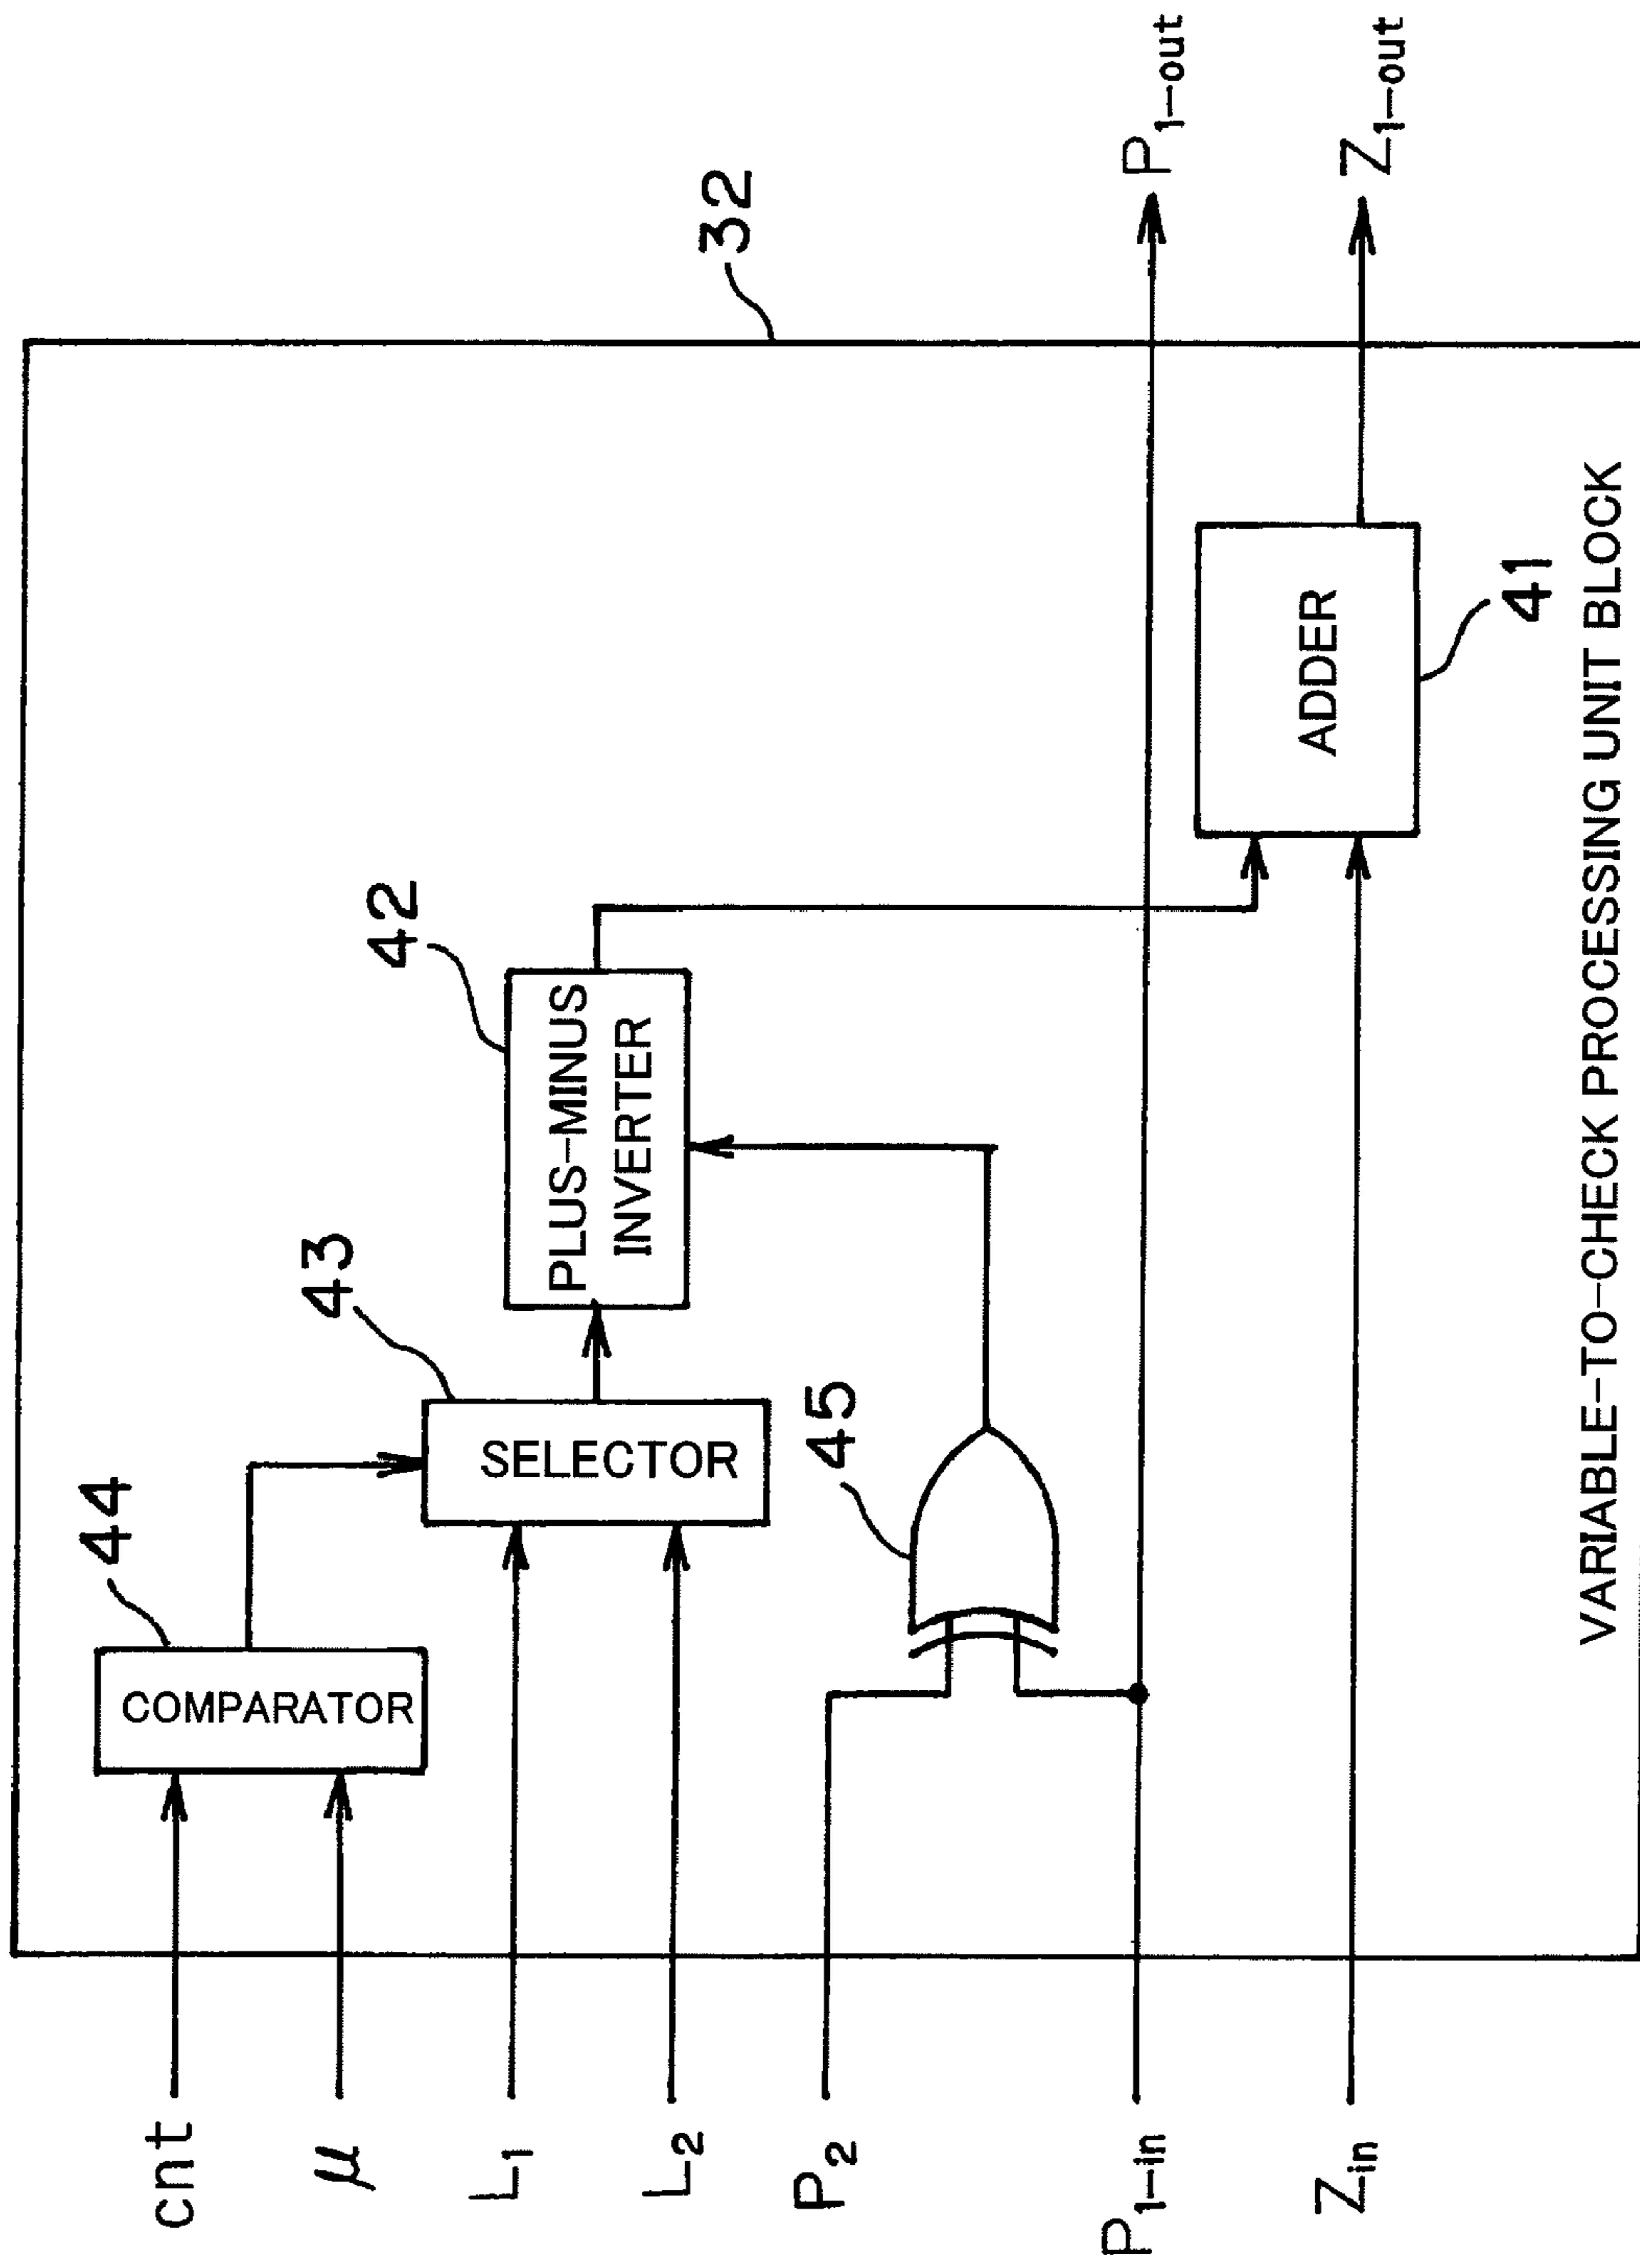 32
44
43
42
COMPARATOR
SELECTOR
PLUS-MINUS
INVERTER
45
ADDER
41
cnt
μ
L1
L2
P2
P1-in
Zin
P1-out
Z1-out
VARIABLE-TO-CHECK PROCESSING UNIT BLOCK